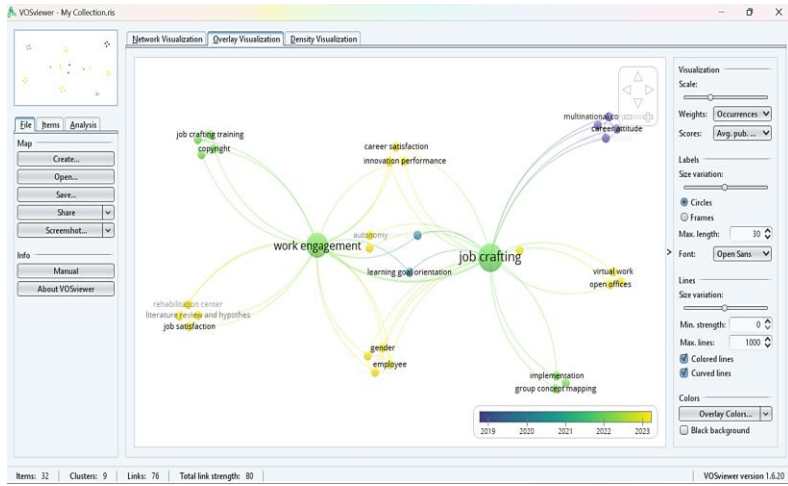 VOSviewer - My Collection.ris
Network Visualization
Overlay Visualization
Density Visualization
File
Items
Analysis
Map
Create...
Open...
Save...
Share
Screenshot...
Info
Manual
About VOSviewer
job crafting training
copyright
career satisfaction
innovation performance
multinational co
career attitude
autonomy
work engagement
job crafting
learning goal orientation
virtual work
open offices
rehabilitation center
literature review and hypothes
job satisfaction
gender
employee
implementation
group concept mapping
2019 2020 2021 2022 2023
Visualization
Scale:
Weights: Occurrences
Scores: Avg. pub. ...
Labels
Size variation:
Circles
Frames
Max. length: 30
Font: Open Sans
Lines
Size variation:
Min. strength: 0
Max. lines: 1000
Colored lines
Curved lines
Colors
Overlay Colors...
Black background
Items: 32 Clusters: 9 Links: 76 Total link strength: 80
VOSviewer version 1.6.20